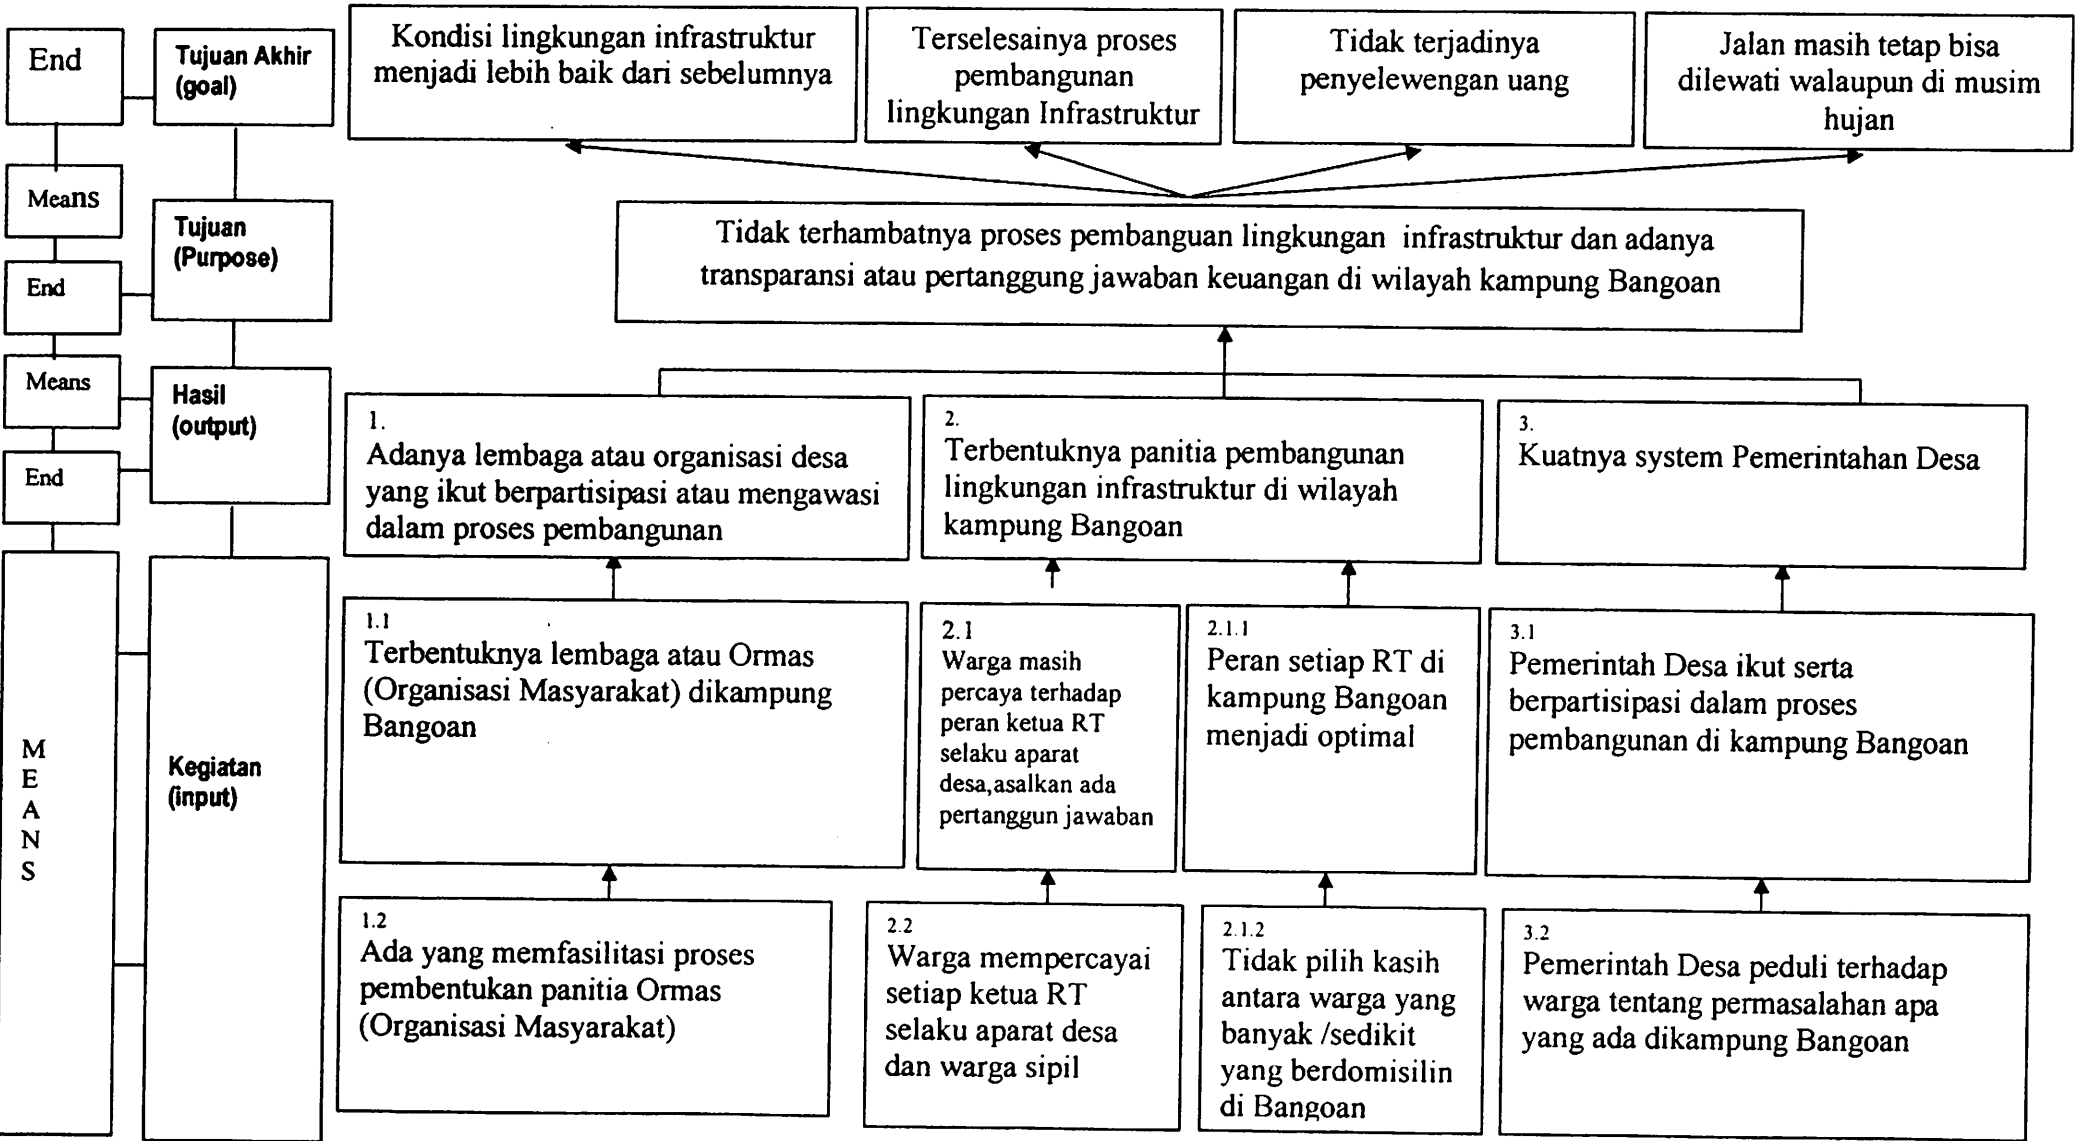 End
Tujuan Akhir
(goal)
Kondisi lingkungan infrastruktur
menjadi lebih baik dari sebelumnya
Terselesainya proses
pembangunan
lingkungan Infrastruktur
Tidak terjadinya
penyelewengan uang
Jalan masih tetap bisa
dilewati walaupun di musim
hujan
Means
Tujuan
(Purpose)
End
Tidak terhambatnya proses pembanguan lingkungan infrastruktur dan adanya
transparansi atau pertanggung jawaban keuangan di wilayah kampung Bangoan
Means
Hasil
(output)
End
1.
Adanya lembaga atau organisasi desa
yang ikut berpartisipasi atau mengawasi
dalam proses pembangunan
2.
Terbentuknya panitia pembangunan
lingkungan infrastruktur di wilayah
kampung Bangoan
3.
Kuatnya system Pemerintahan Desa
M
E
A
N
S
Kegiatan
(input)
1.1
Terbentuknya lembaga atau Ormas
(Organisasi Masyarakat) dikampung
Bangoan
2.1
Warga masih
percaya terhadap
peran ketua RT
selaku aparat
desa,asalkan ada
pertanggun jawaban
2.1.1
Peran setiap RT di
kampung Bangoan
menjadi optimal
3.1
Pemerintah Desa ikut serta
berpartisipasi dalam proses
pembangunan di kampung Bangoan
1.2
Ada yang memfasilitasi proses
pembentukan panitia Ormas
(Organisasi Masyarakat)
2.2
Warga mempercayai
setiap ketua RT
selaku aparat desa
dan warga sipil
2.1.2
Tidak pilih kasih
antara warga yang
banyak /sedikit
yang berdomisilin
di Bangoan
3.2
Pemerintah Desa peduli terhadap
warga tentang permasalahan apa
yang ada dikampung Bangoan